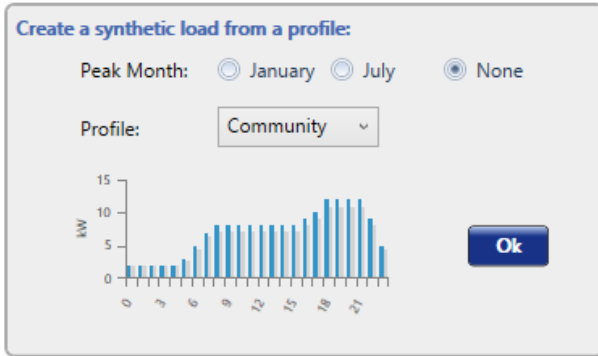 Create a synthetic load from a profile:
Peak Month: January July None
Profile: Community
15
10
5
0
kW
0 3 6 9 12 15 18 21
Ok